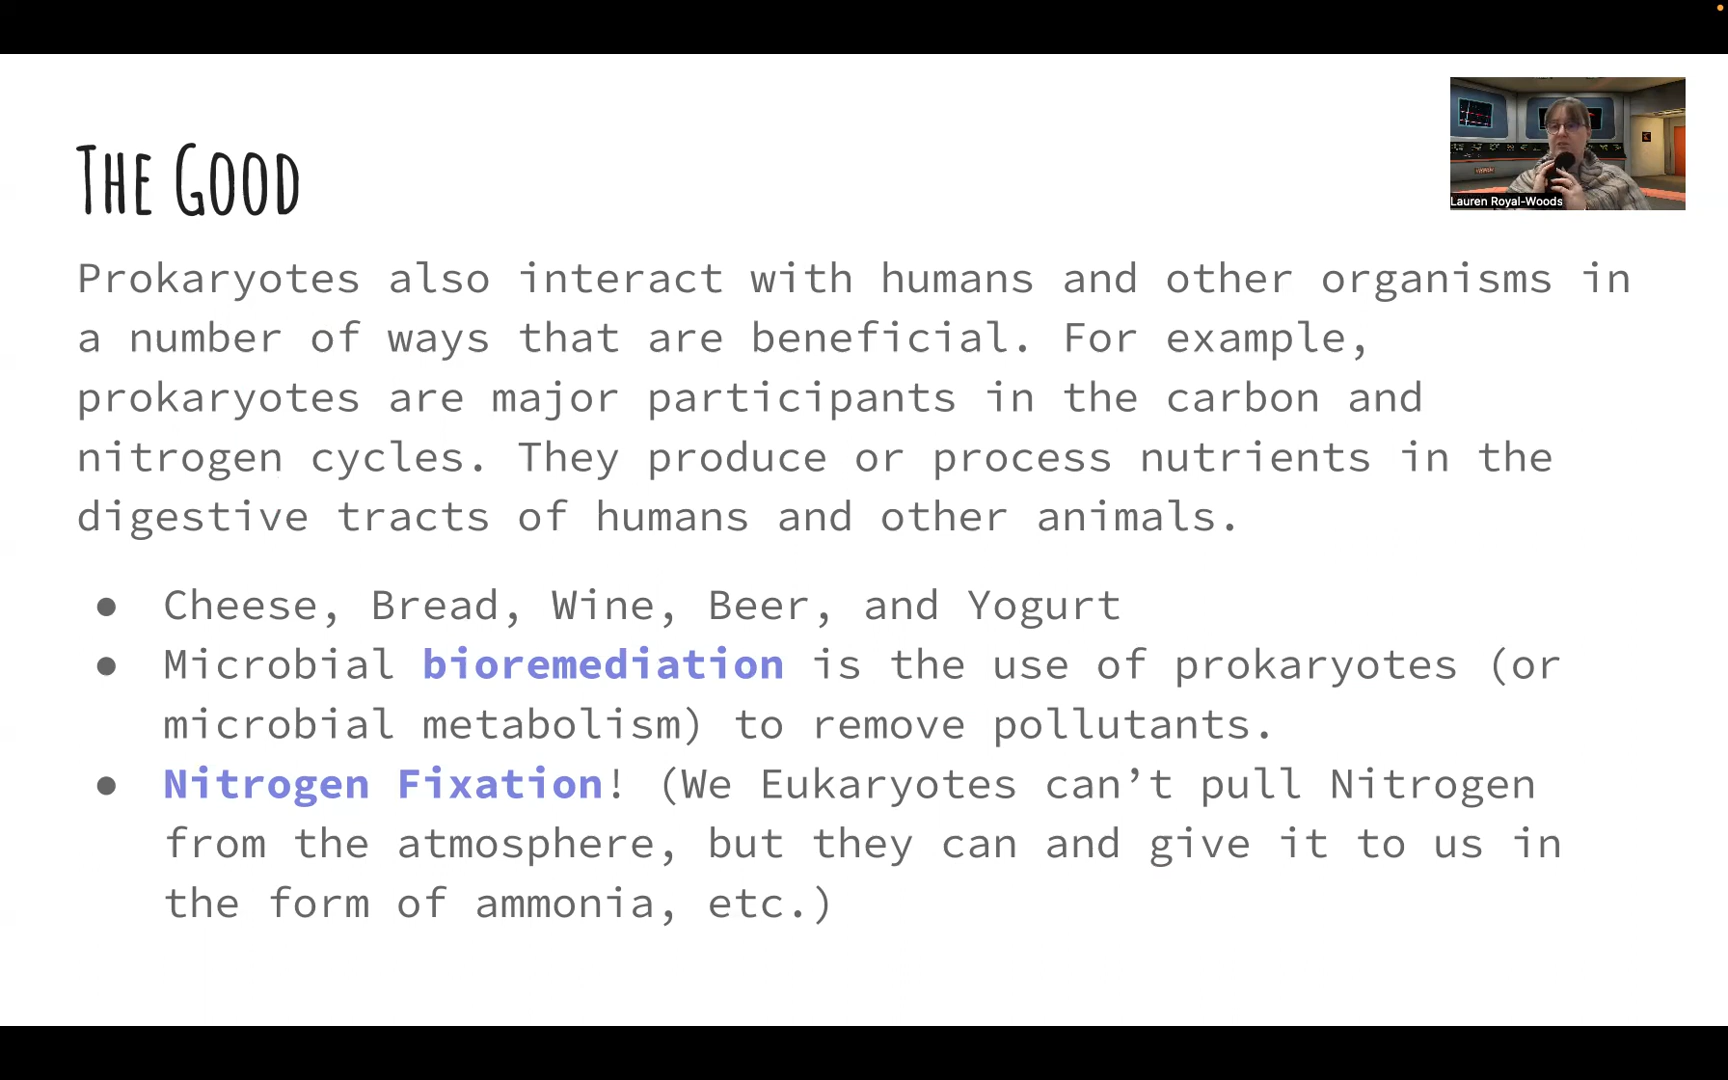 The Good
Lauren Royal-Woods
Prokaryotes also interact with humans and other organisms in
a number of ways that are beneficial. For example,
prokaryotes are major participants in the carbon and
nitrogen cycles. They produce or process nutrients in the
digestive tracts of humans and other animals.
● Cheese, Bread, Wine, Beer, and Yogurt
● Microbial bioremediation is the use of prokaryotes (or
microbial metabolism) to remove pollutants.
● Nitrogen Fixation! (We Eukaryotes can’t pull Nitrogen
from the atmosphere, but they can and give it to us in
the form of ammonia, etc.)